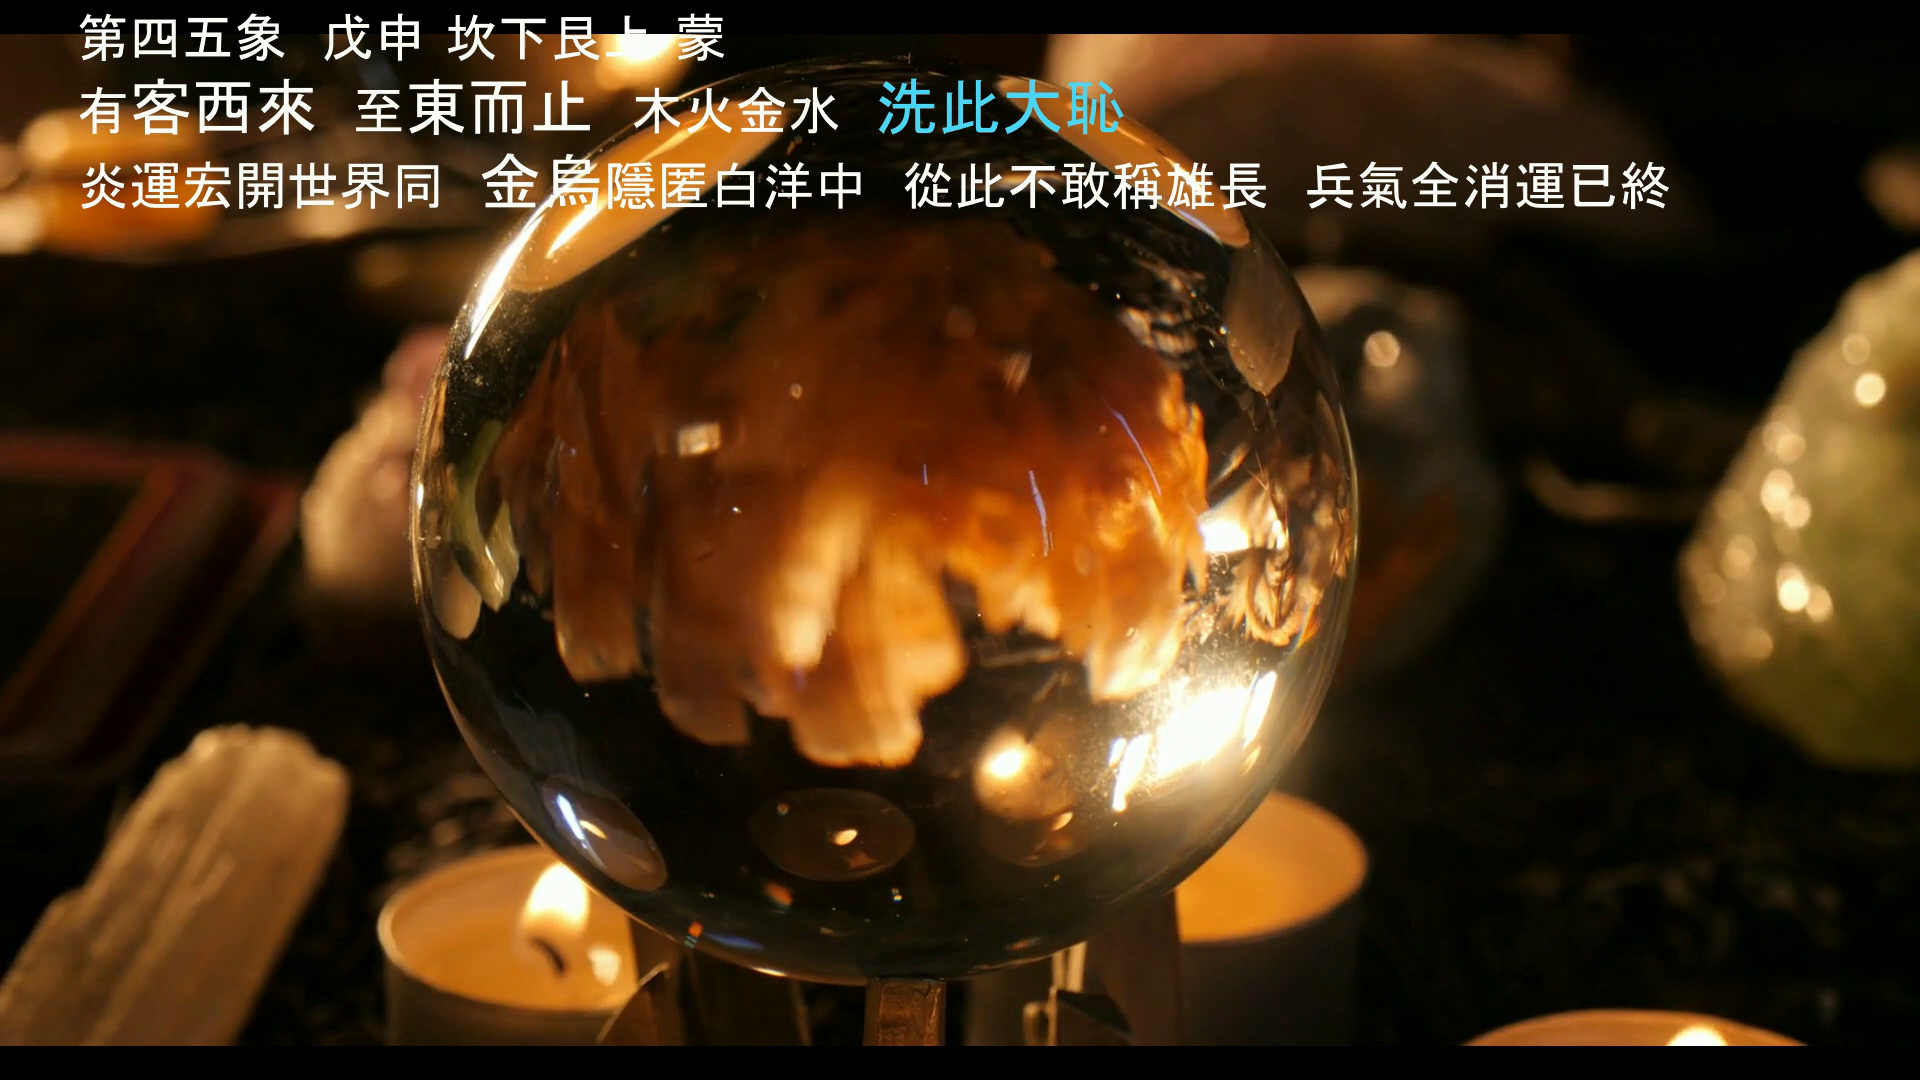 第四五象 戊申 坎下艮上 蒙
有客西來 至東而止 木火金水 洗此大恥
炎運宏開世界同 金烏隱匿白洋中 從此不敢稱雄長 兵氣全消運已終